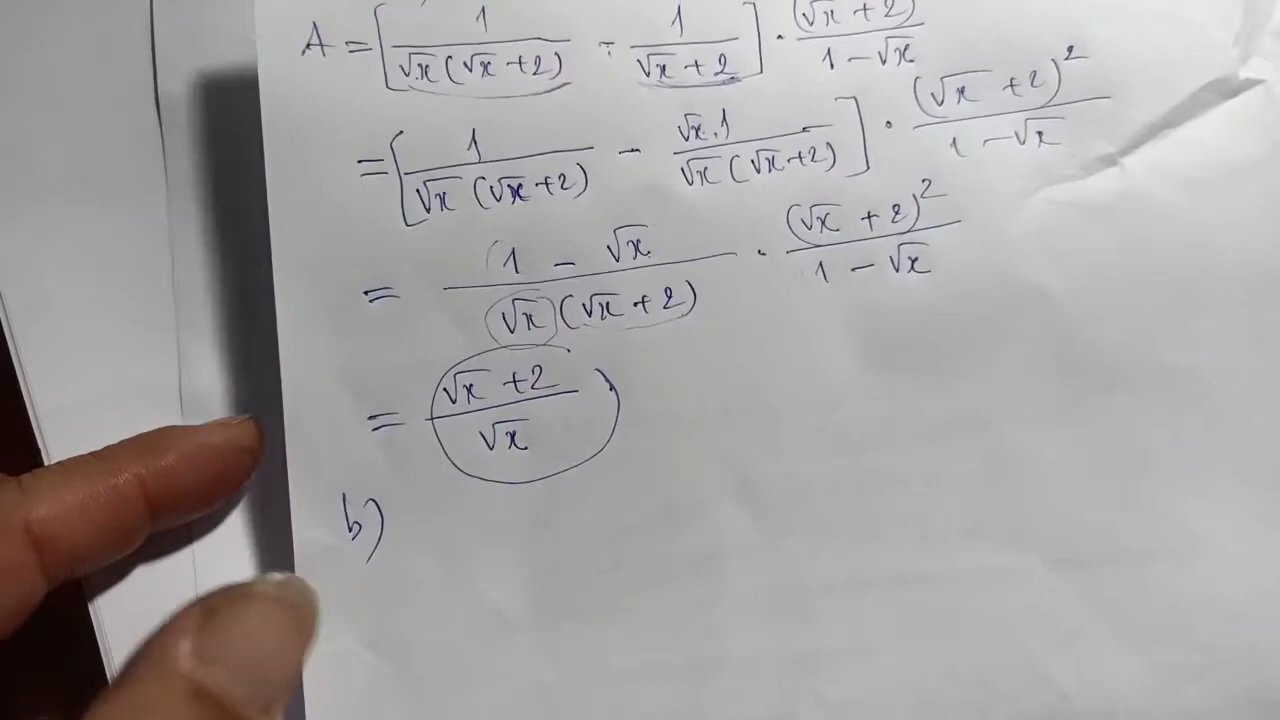 A = [ 1 / √x(√x+2) - 1 / √x+2 ] . (√x+2) / 1-√x
= [ 1 / √x(√x+2) - √x.1 / √x(√x+2) ] . (√x+2)² / 1-√x
= 1-√x / √x(√x+2) . (√x+2)² / 1-√x
= √x+2 / √x
b)